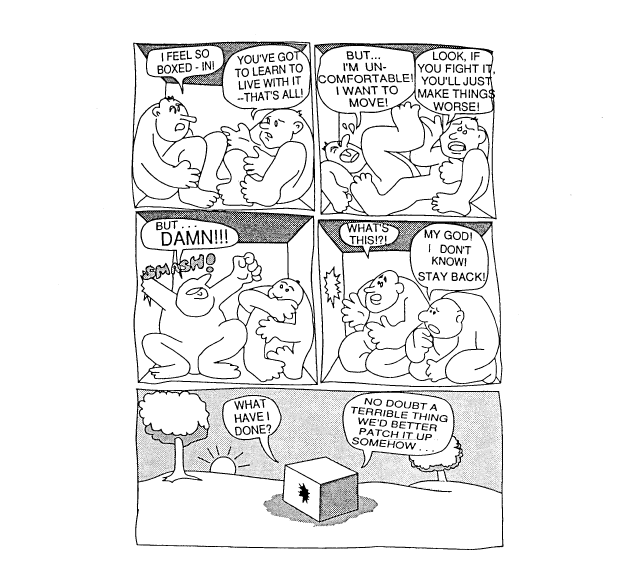 I FEEL SO
BOXED - IN!
YOU'VE GOT
TO LEARN TO
LIVE WITH IT
--THAT'S ALL!
BUT...
I'M UN-
COMFORTABLE!
I WANT TO
MOVE!
LOOK, IF
YOU FIGHT IT,
YOU'LL JUST
MAKE THINGS
WORSE!
BUT . . .
DAMN!!!
SMASH!
WHAT'S
THIS!?!
MY GOD!
I DON'T
KNOW!
STAY BACK!
WHAT
HAVE I
DONE?
NO DOUBT A
TERRIBLE THING
WE'D BETTER
PATCH IT UP
SOMEHOW . . .